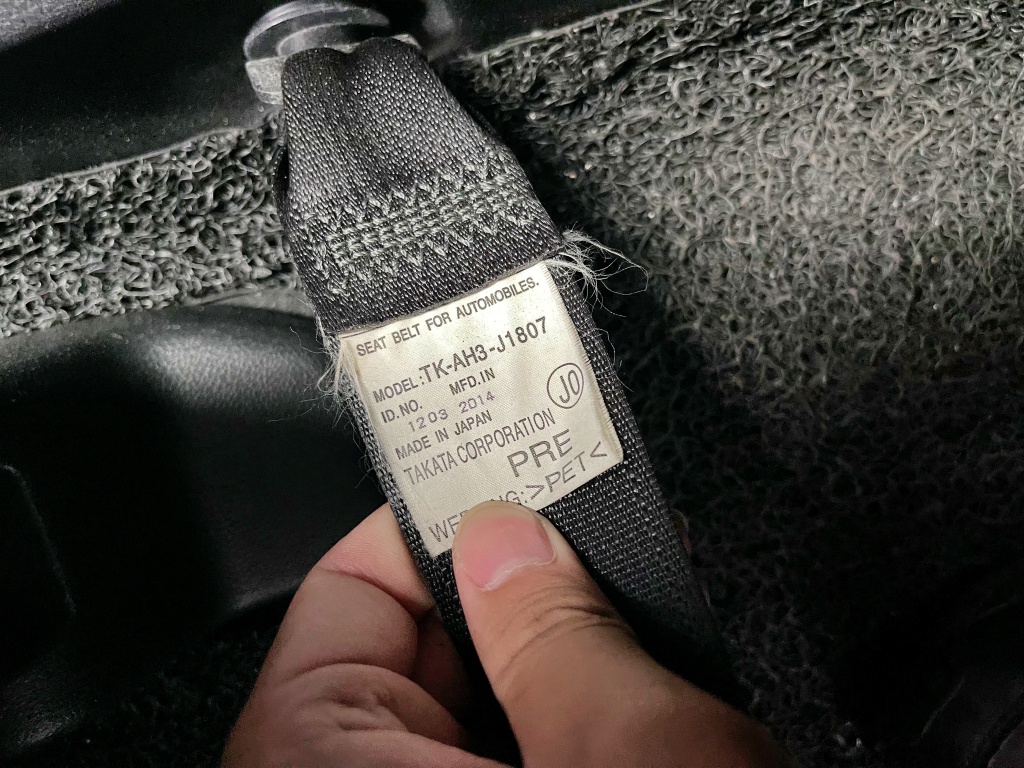 SEAT BELT FOR AUTOMOBILES.
MODEL:TK-AH3-J1807
ID.NO. MFD.IN
1203 2014
MADE IN JAPAN JO
TAKATA CORPORATION
PRE
>PET<